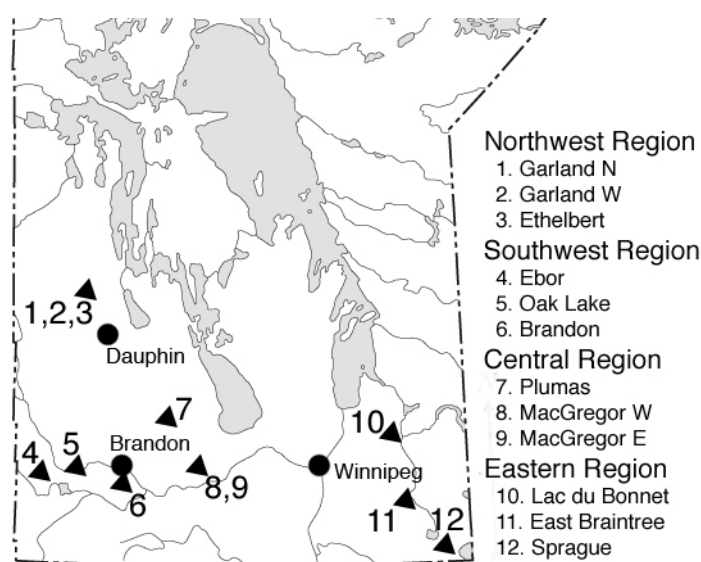 Northwest Region
1. Garland N
2. Garland W
3. Ethelbert
Southwest Region
4. Ebor
5. Oak Lake
6. Brandon
Central Region
7. Plumas
8. MacGregor W
9. MacGregor E
Eastern Region
10. Lac du Bonnet
11. East Braintree
12. Sprague
1,2,3
Dauphin
7
10
Brandon
4
5
6
8,9
Winnipeg
11
12